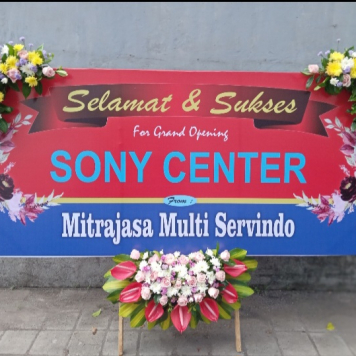 Selamat & Sukses
For Grand Opening
SONY CENTER
From :
Mitrajasa Multi Servindo